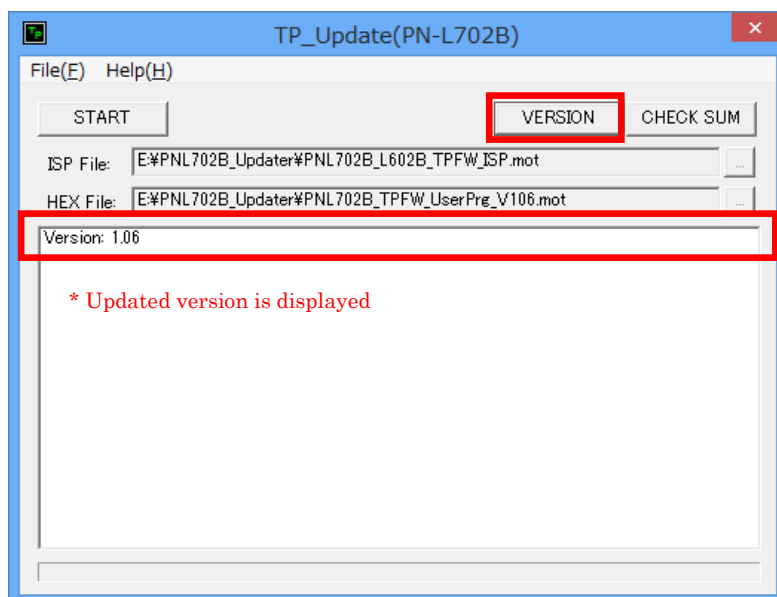 Tp
TP_Update(PN-L702B)
×
File(F) Help(H)
START
VERSION
CHECK SUM
ISP File: E:¥PNL702B_Updater¥PNL702B_L602B_TPFW_ISP.mot ...
HEX File: E:¥PNL702B_Updater¥PNL702B_TPFW_UserPrg_V106.mot ...
Version: 1.06
* Updated version is displayed